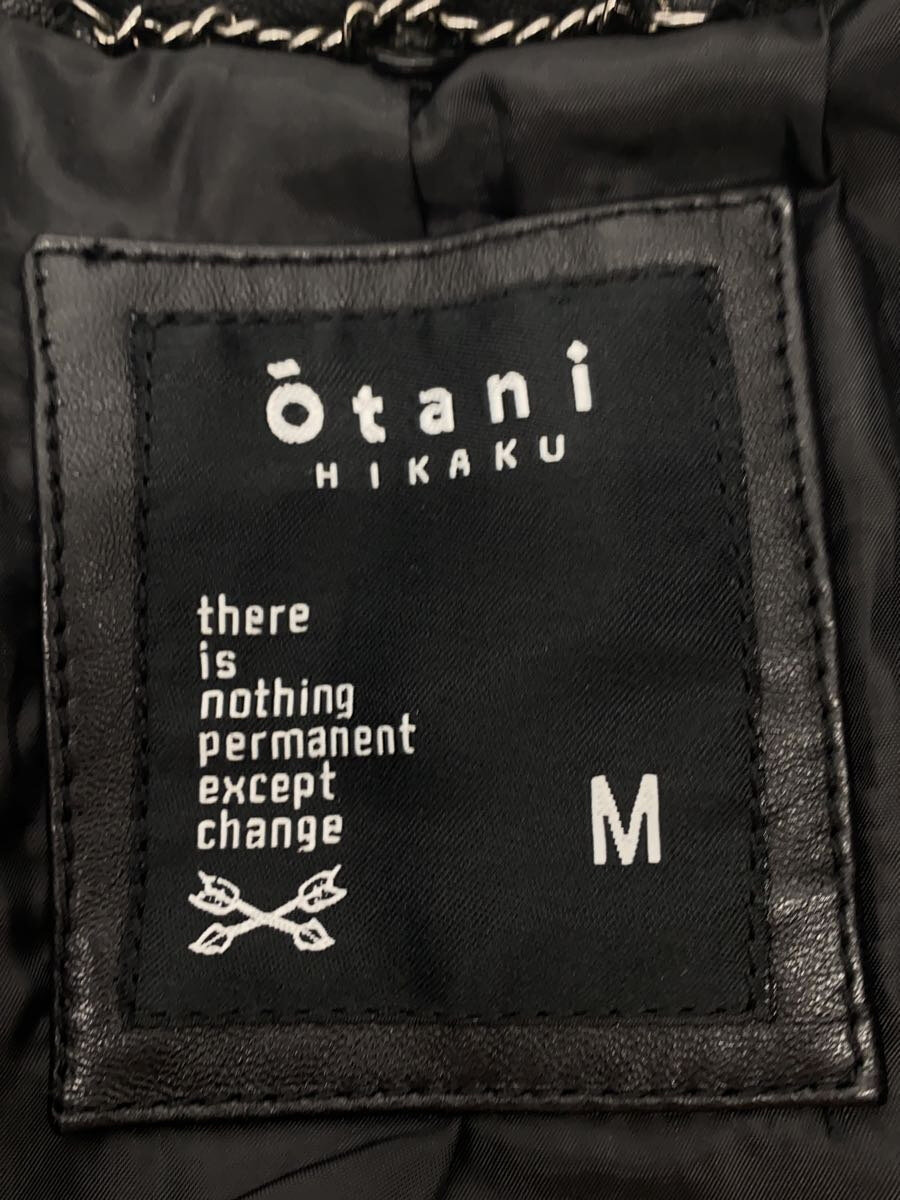 ōtani
HIKAKU
there
is
nothing
permanent
except
change
M